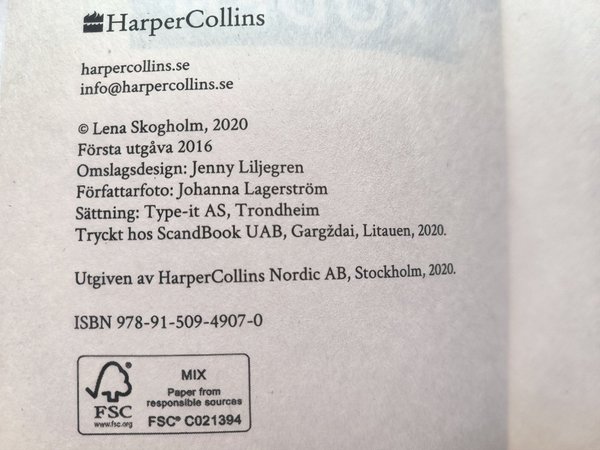 HarperCollins
harpercollins.se
info@harpercollins.se
© Lena Skogholm, 2020
Första utgåva 2016
Omslagsdesign: Jenny Liljegren
Författarfoto: Johanna Lagerström
Sättning: Type-it AS, Trondheim
Tryckt hos ScandBook UAB, Gargždai, Litauen, 2020.
Utgiven av HarperCollins Nordic AB, Stockholm, 2020.
ISBN 978-91-509-4907-0
FSC
www.fsc.org
MIX
Paper from
responsible sources
FSC® C021394